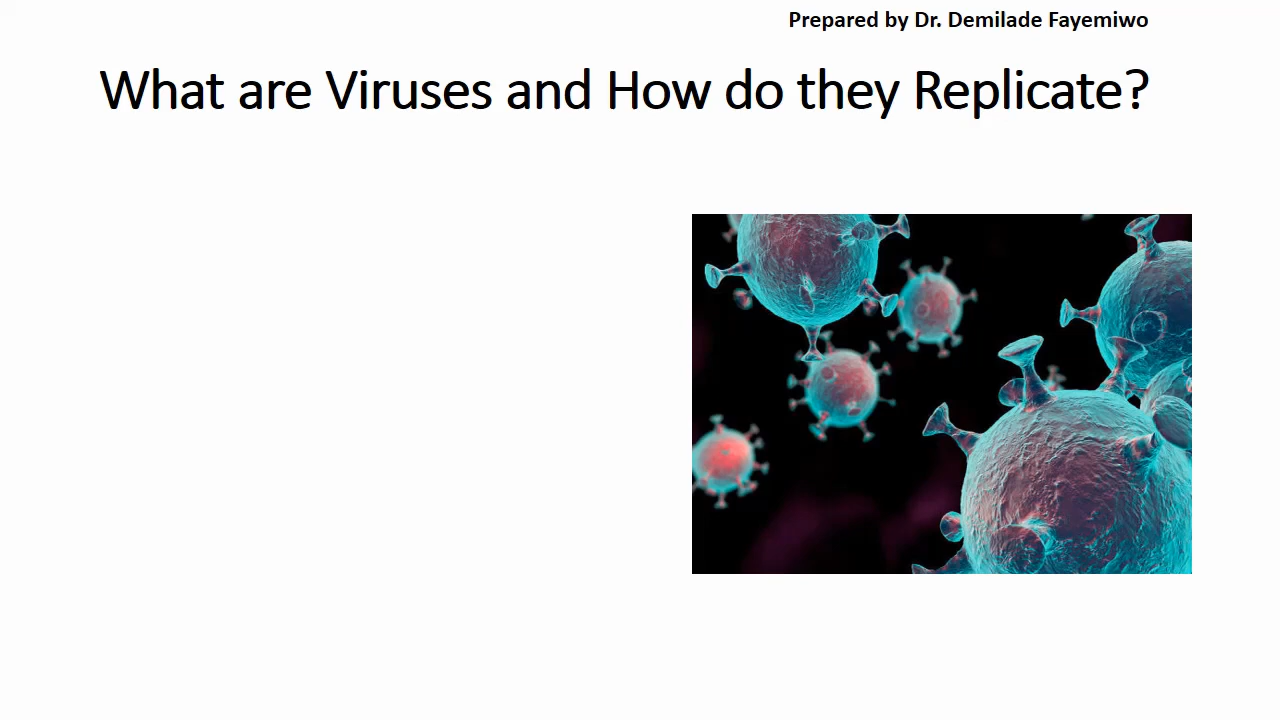 Prepared by Dr. Demilade Fayemiwo
What are Viruses and How do they Replicate?